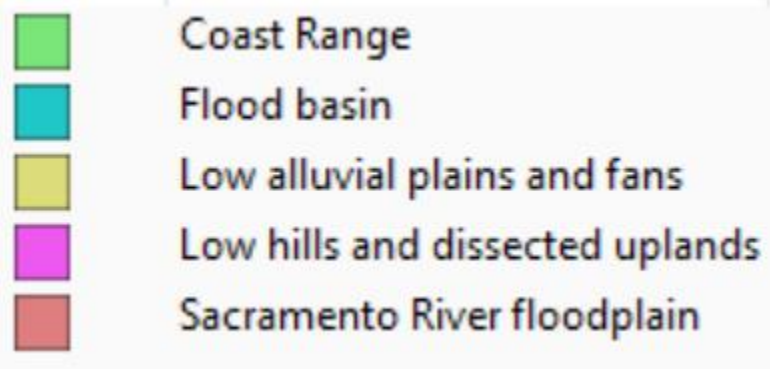 Coast Range
Flood basin
Low alluvial plains and fans
Low hills and dissected uplands
Sacramento River floodplain